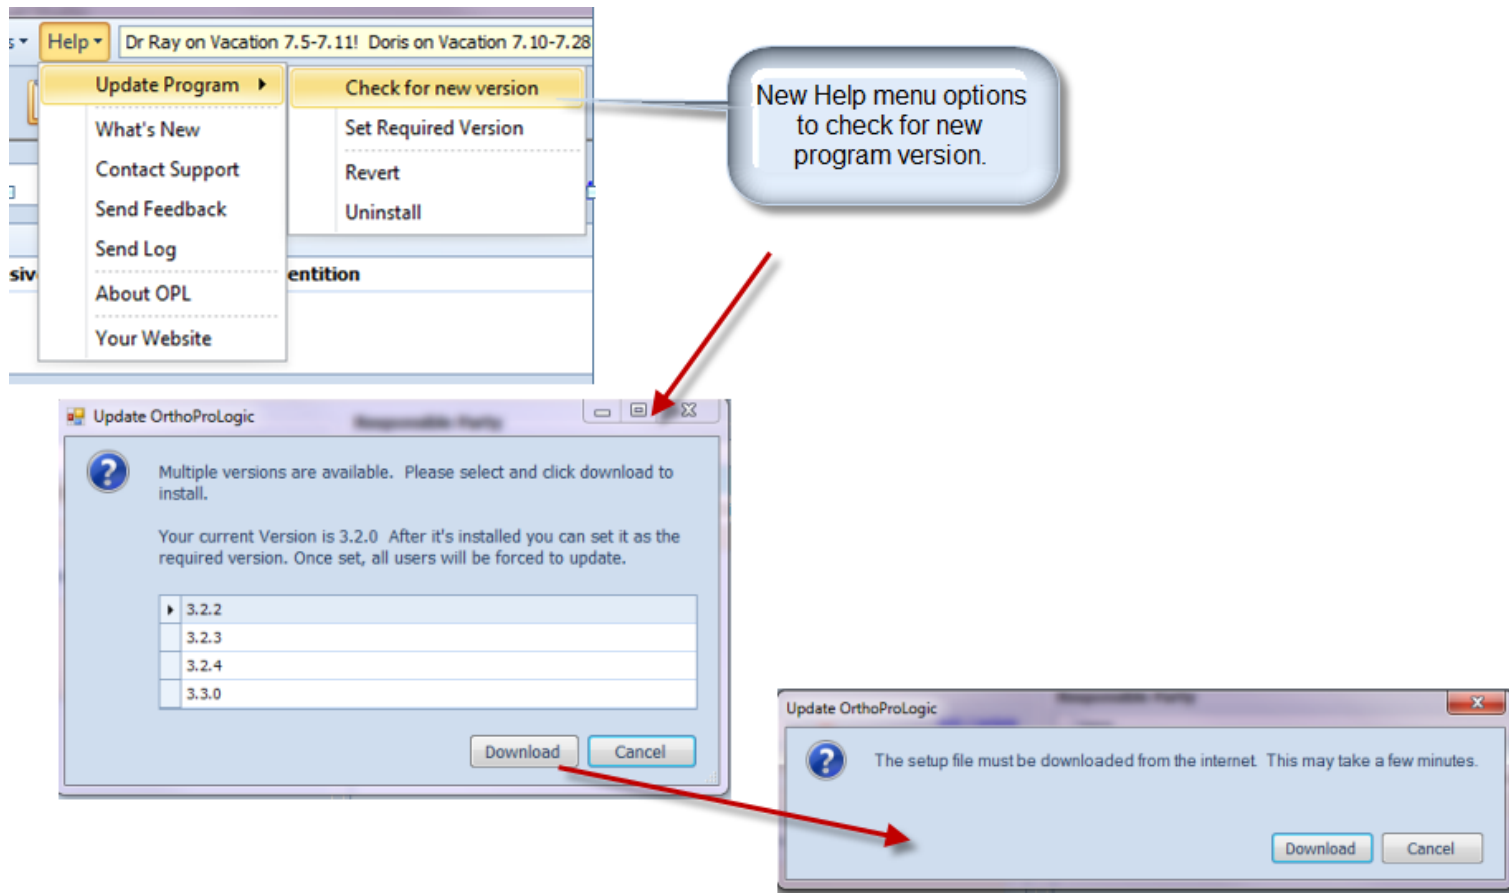 s Help Dr Ray on Vacation 7.5-7.11! Doris on Vacation 7.10-7.28
Update Program
What's New
Contact Support
Send Feedback
Send Log
About OPL
Your Website
Check for new version
Set Required Version
Revert
Uninstall
siv
entition
New Help menu options
to check for new
program version.
Update OrthoProLogic
Responsible Party
Multiple versions are available. Please select and click download to
install.
Your current Version is 3.2.0 After it's installed you can set it as the
required version. Once set, all users will be forced to update.
3.2.2
3.2.3
3.2.4
3.3.0
Download Cancel
Responsible Party
Update OrthoProLogic
The setup file must be downloaded from the internet. This may take a few minutes.
Download Cancel